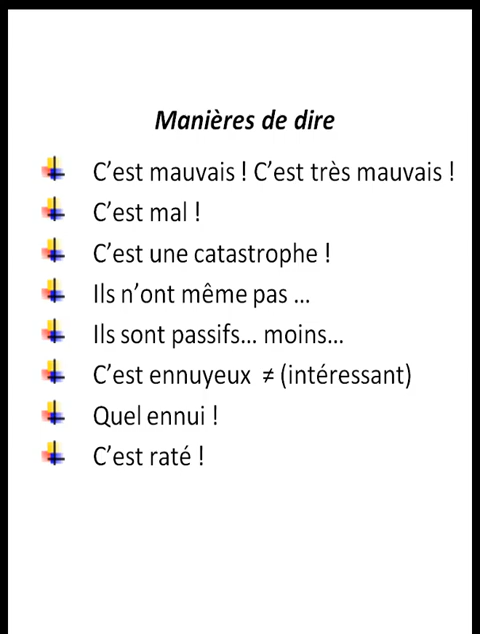 Manières de dire
C’est mauvais ! C’est très mauvais !
C’est mal !
C’est une catastrophe !
Ils n’ont même pas ...
Ils sont passifs... moins...
C’est ennuyeux ≠ (intéressant)
Quel ennui !
C’est raté !